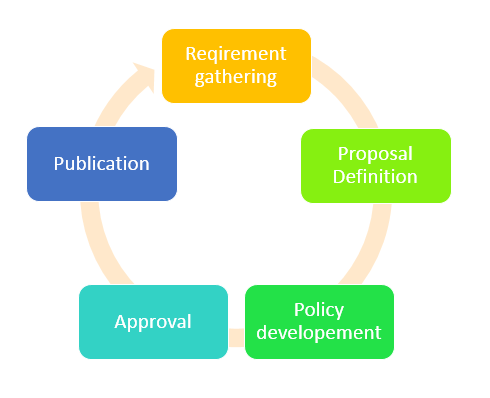 Reqirement
gathering
Proposal
Definition
Policy
developement
Approval
Publication